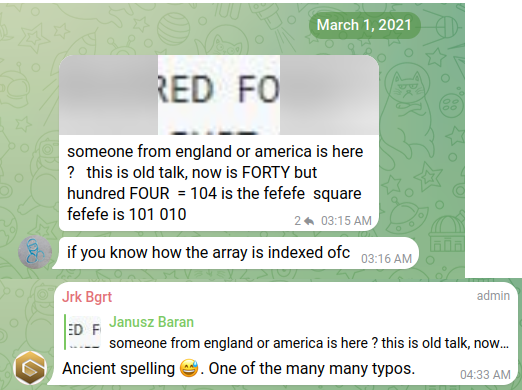 March 1, 2021
RED FO
someone from england or america is here
? this is old talk, now is FORTY but
hundred FOUR = 104 is the fefefe square
fefefe is 101 010
2 03:15 AM
if you know how the array is indexed ofc 03:16 AM
Jrk Bgrt admin
ED F Janusz Baran
someone from england or america is here ? this is old talk, now...
Ancient spelling 😅. One of the many many typos. 04:33 AM